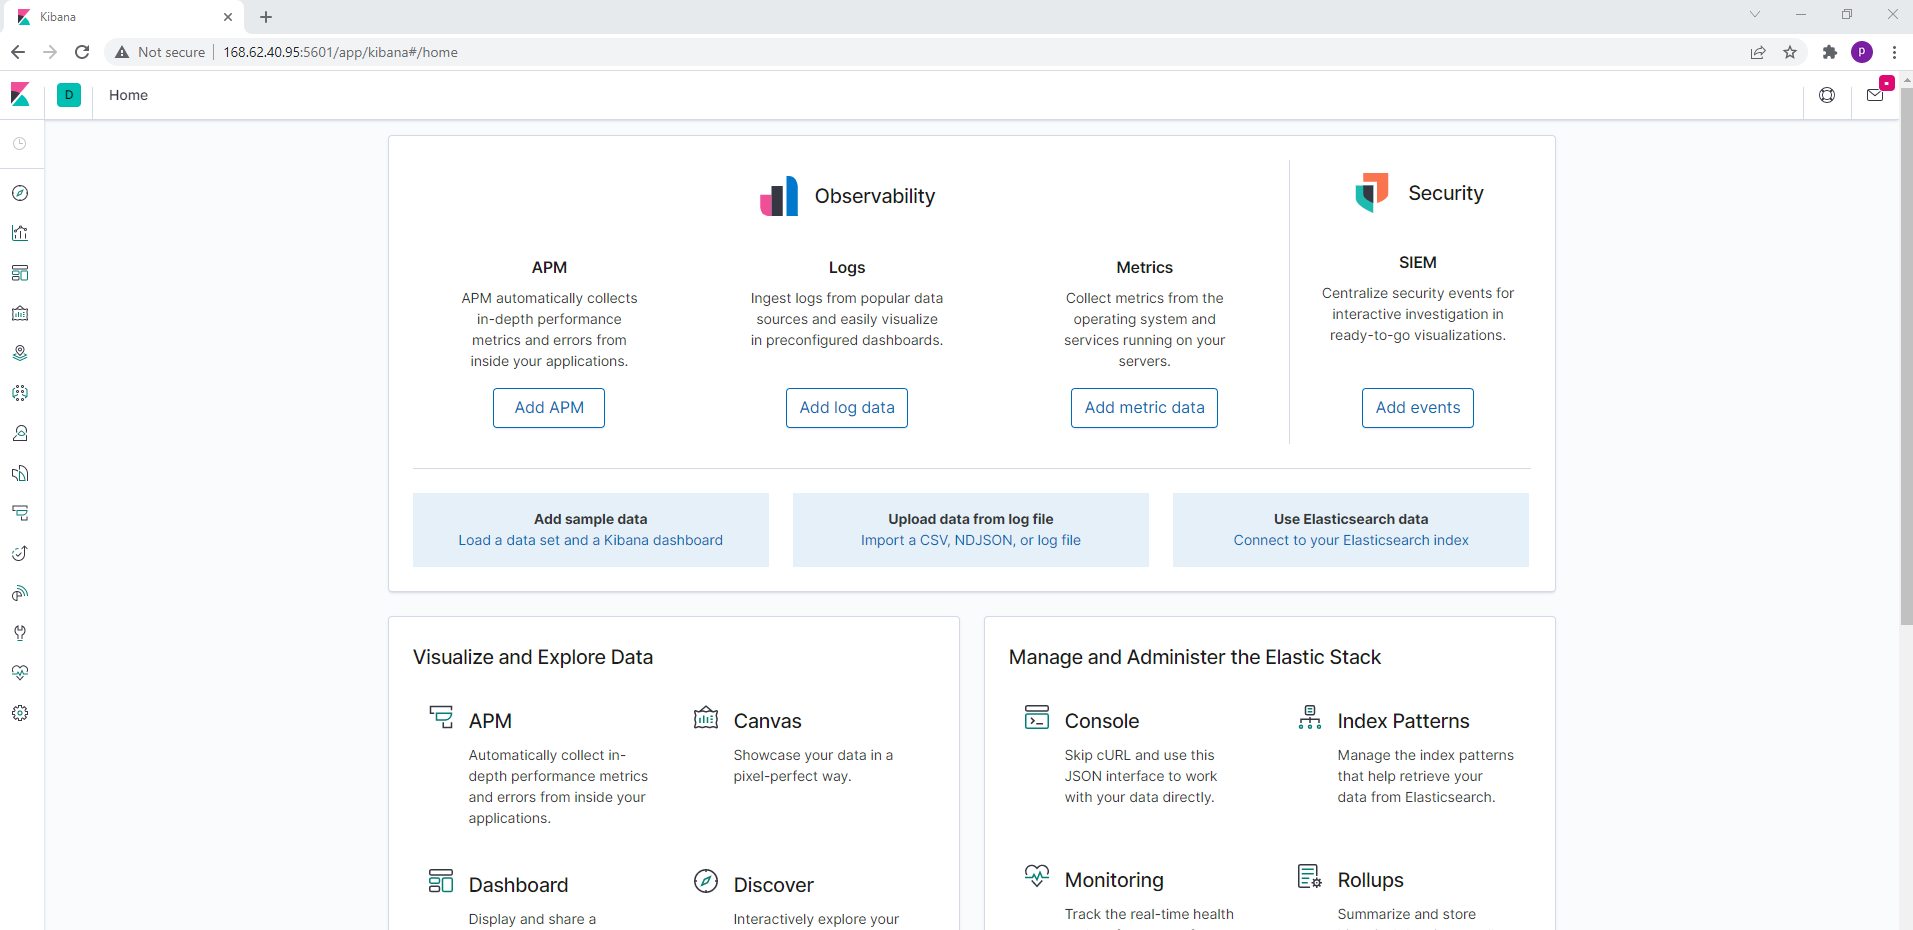 Kibana
Not secure
168.62.40.95:5601/app/kibana#/home
p
D
Home
Observability
Security
APM
APM automatically collects
in-depth performance
metrics and errors from
inside your applications.
Add APM
Logs
Ingest logs from popular data
sources and easily visualize
in preconfigured dashboards.
Add log data
Metrics
Collect metrics from the
operating system and
services running on your
servers.
Add metric data
SIEM
Centralize security events for
interactive investigation in
ready-to-go visualizations.
Add events
Add sample data
Load a data set and a Kibana dashboard
Upload data from log file
Import a CSV, NDJSON, or log file
Use Elasticsearch data
Connect to your Elasticsearch index
Visualize and Explore Data
APM
Automatically collect in-
depth performance metrics
and errors from inside your
applications.
Canvas
Showcase your data in a
pixel-perfect way.
Dashboard
Display and share a
Discover
Interactively explore your
Manage and Administer the Elastic Stack
Console
Skip cURL and use this
JSON interface to work
with your data directly.
Index Patterns
Manage the index patterns
that help retrieve your
data from Elasticsearch.
Monitoring
Track the real-time health
Rollups
Summarize and store